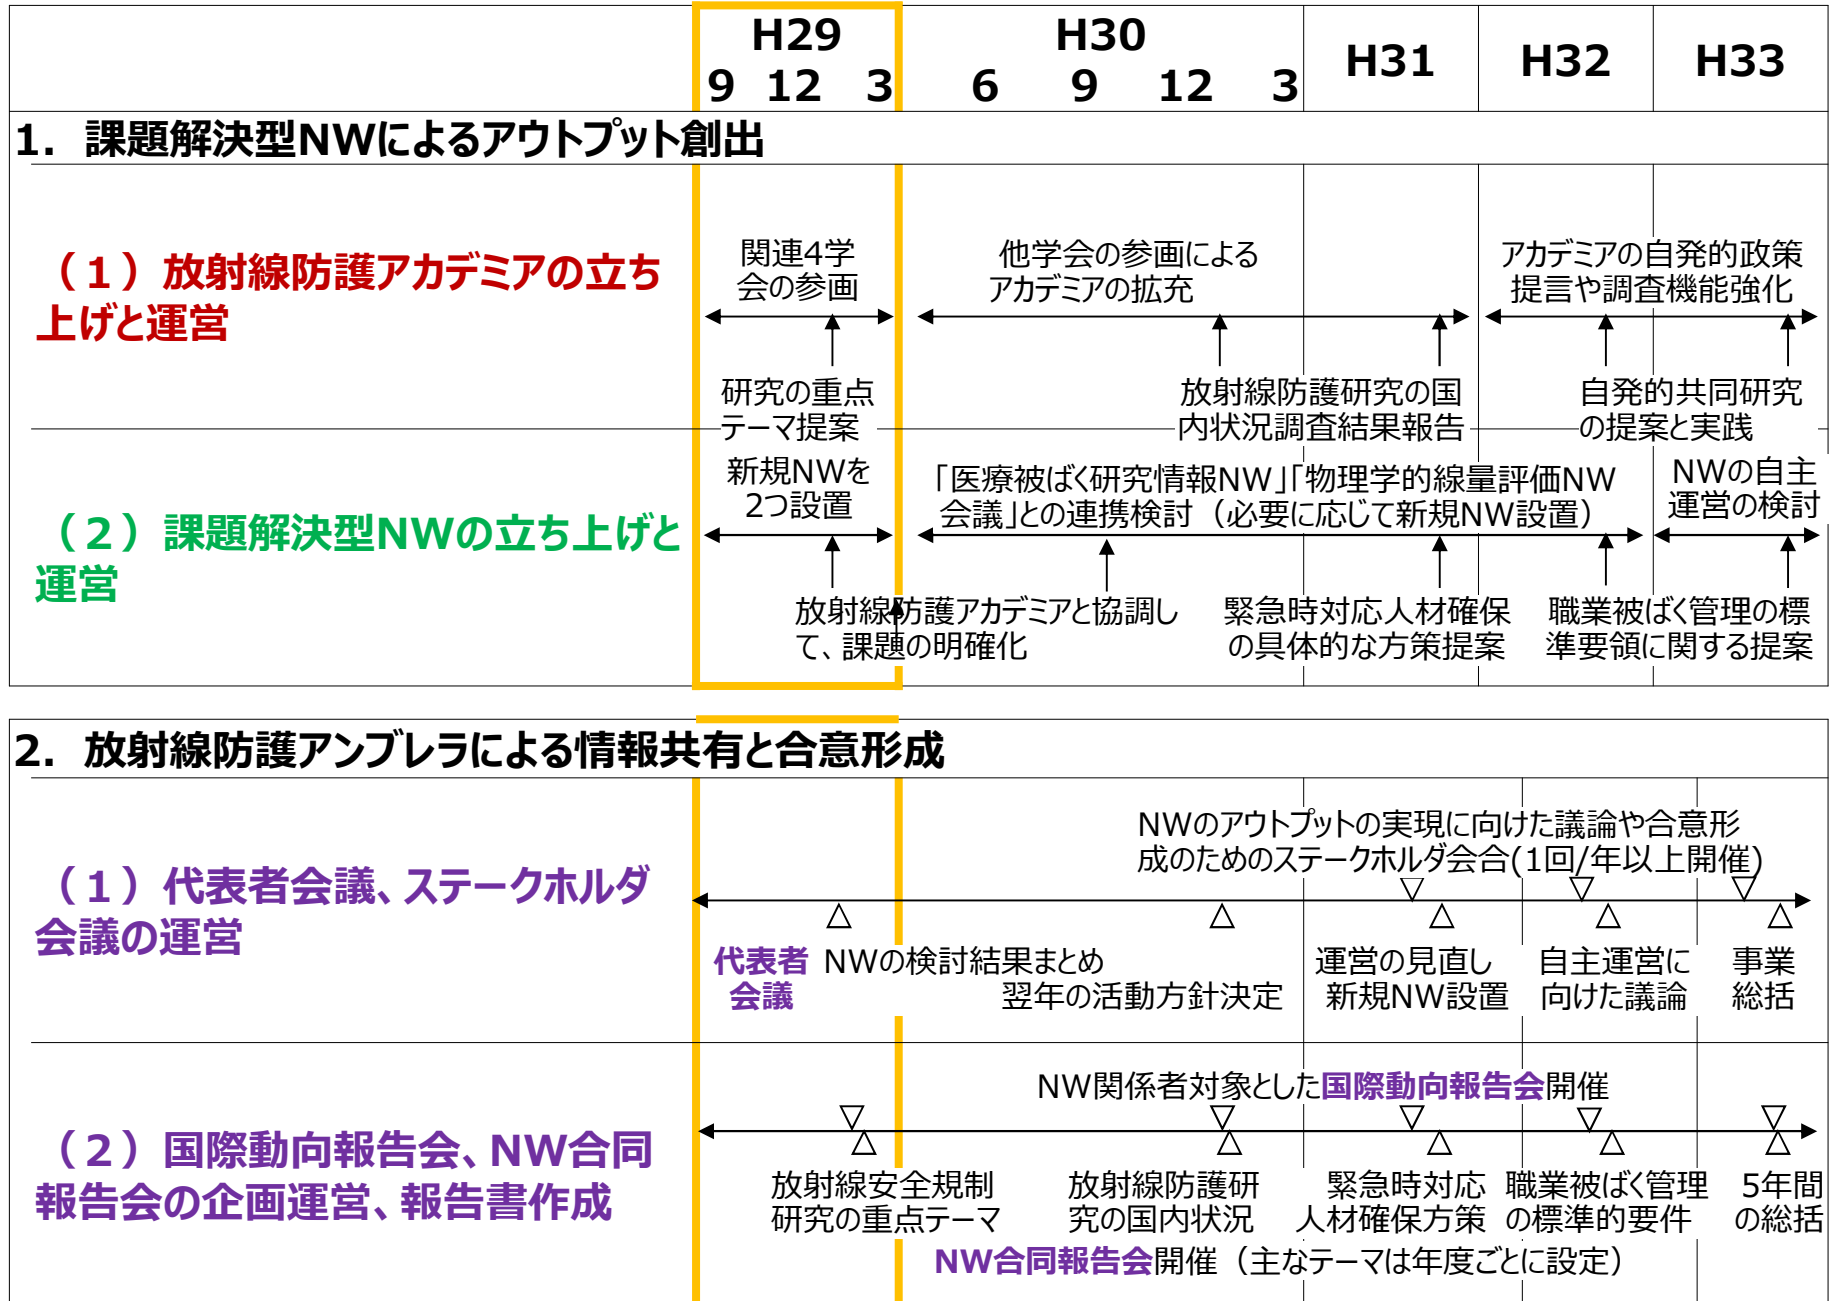 H29
H30
H31
H32
H33
9 12 3
6 9 12 3
1. 課題解決型NWによるアウトプット創出
（1）放射線防護アカデミアの立ち
上げと運営
関連4学
会の参画
他学会の参画による
アカデミアの拡充
アカデミアの自発的政策
提言や調査機能強化
研究の重点
テーマ提案
放射線防護研究の国
内状況調査結果報告
自発的共同研究
の提案と実践
（2）課題解決型NWの立ち上げと
運営
新規NWを
2つ設置
「医療被ばく研究情報NW」「物理学的線量評価NW
会議」との連携検討（必要に応じて新規NW設置）
NWの自主
運営の検討
放射線防護アカデミアと協調し
て、課題の明確化
緊急時対応人材確保
の具体的な方策提案
職業被ばく管理の標
準要領に関する提案
2. 放射線防護アンブレラによる情報共有と合意形成
（1）代表者会議、ステークホルダ
会議の運営
NWのアウトプットの実現に向けた議論や合意形
成のためのステークホルダ会合(1回/年以上開催)
代表者
会議
NWの検討結果まとめ
翌年の活動方針決定
運営の見直し
新規NW設置
自主運営に
向けた議論
事業
総括
（2）国際動向報告会、NW合同
報告会の企画運営、報告書作成
NW関係者対象とした国際動向報告会開催
放射線安全規制
研究の重点テーマ
放射線防護研
究の国内状況
緊急時対応
人材確保方策
職業被ばく管理
の標準的要件
5年間
の総括
NW合同報告会開催（主なテーマは年度ごとに設定）